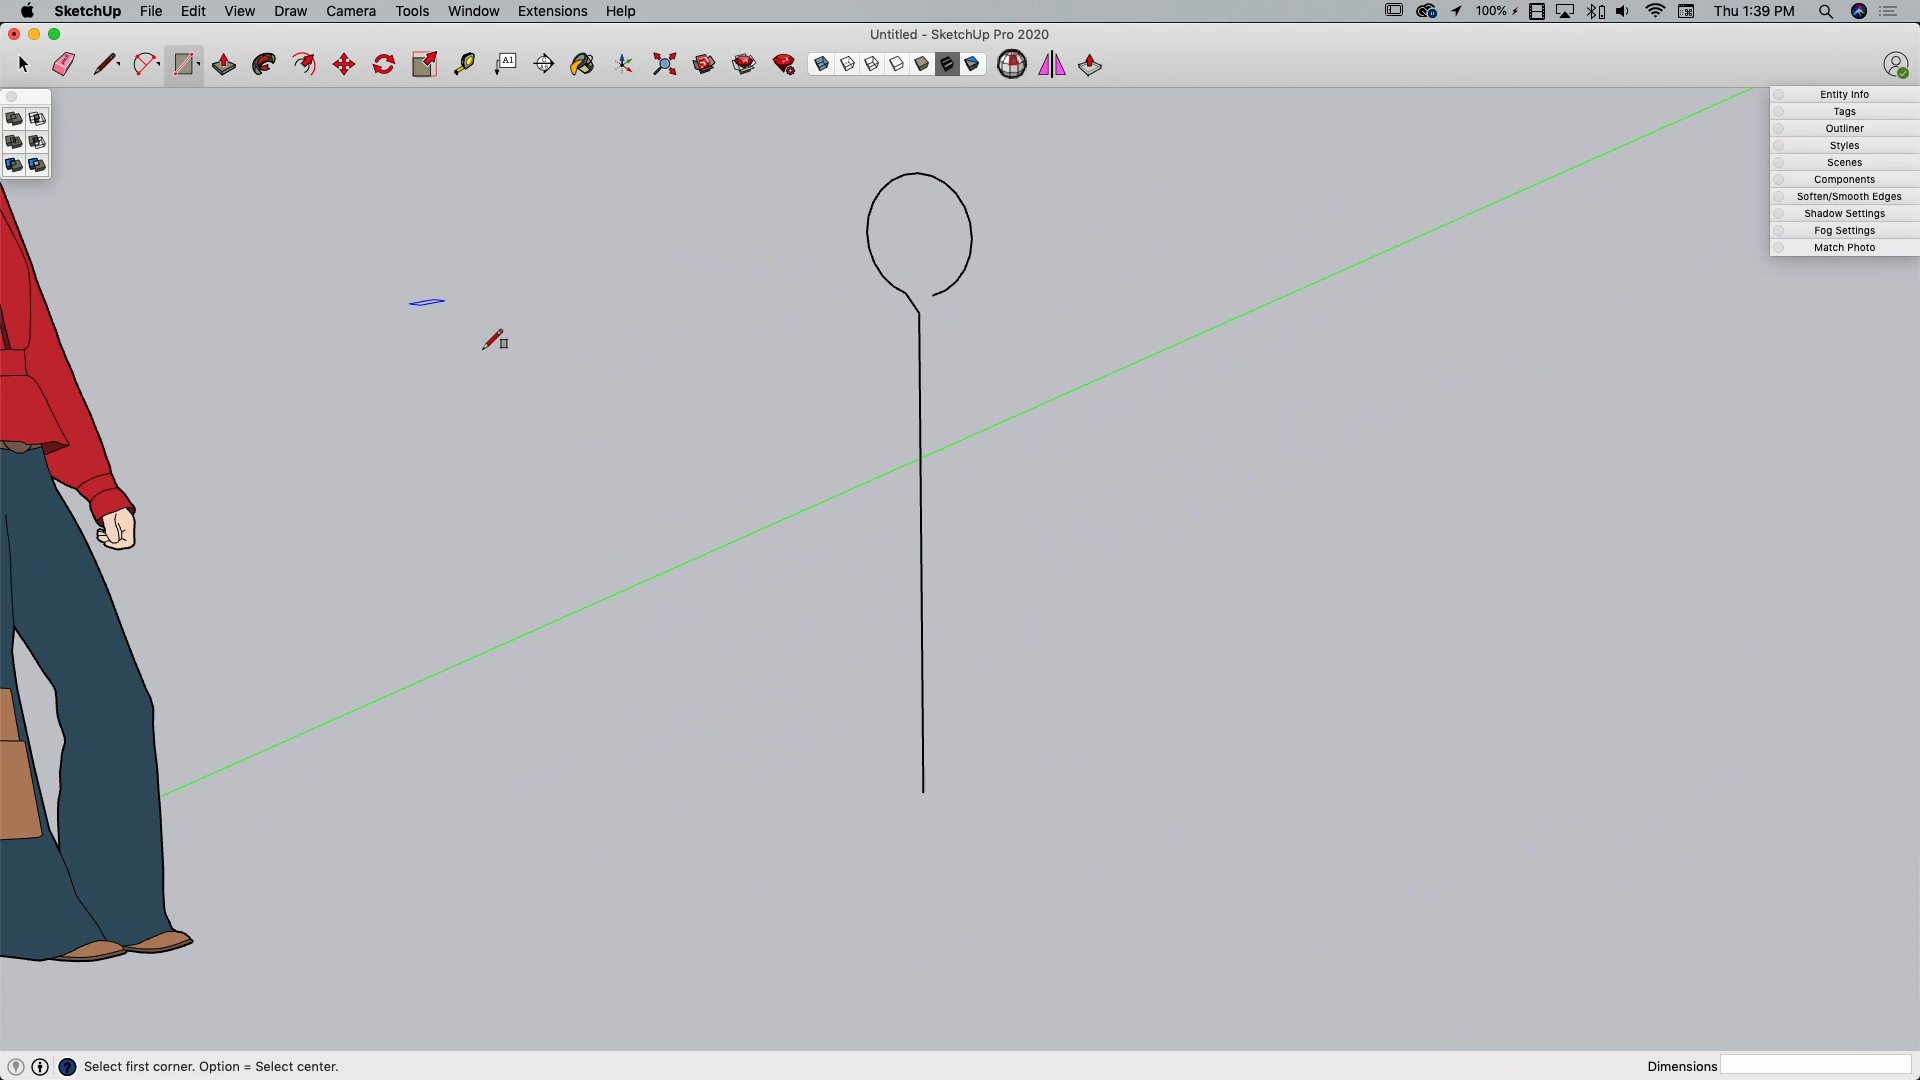 SketchUp File Edit View Draw Camera Tools Window Extensions Help 100% Thu 1:39 PM
Untitled - SketchUp Pro 2020
A1
Entity Info
Tags
Outliner
Styles
Scenes
Components
Soften/Smooth Edges
Shadow Settings
Fog Settings
Match Photo
? Select first corner. Option = Select center. Dimensions